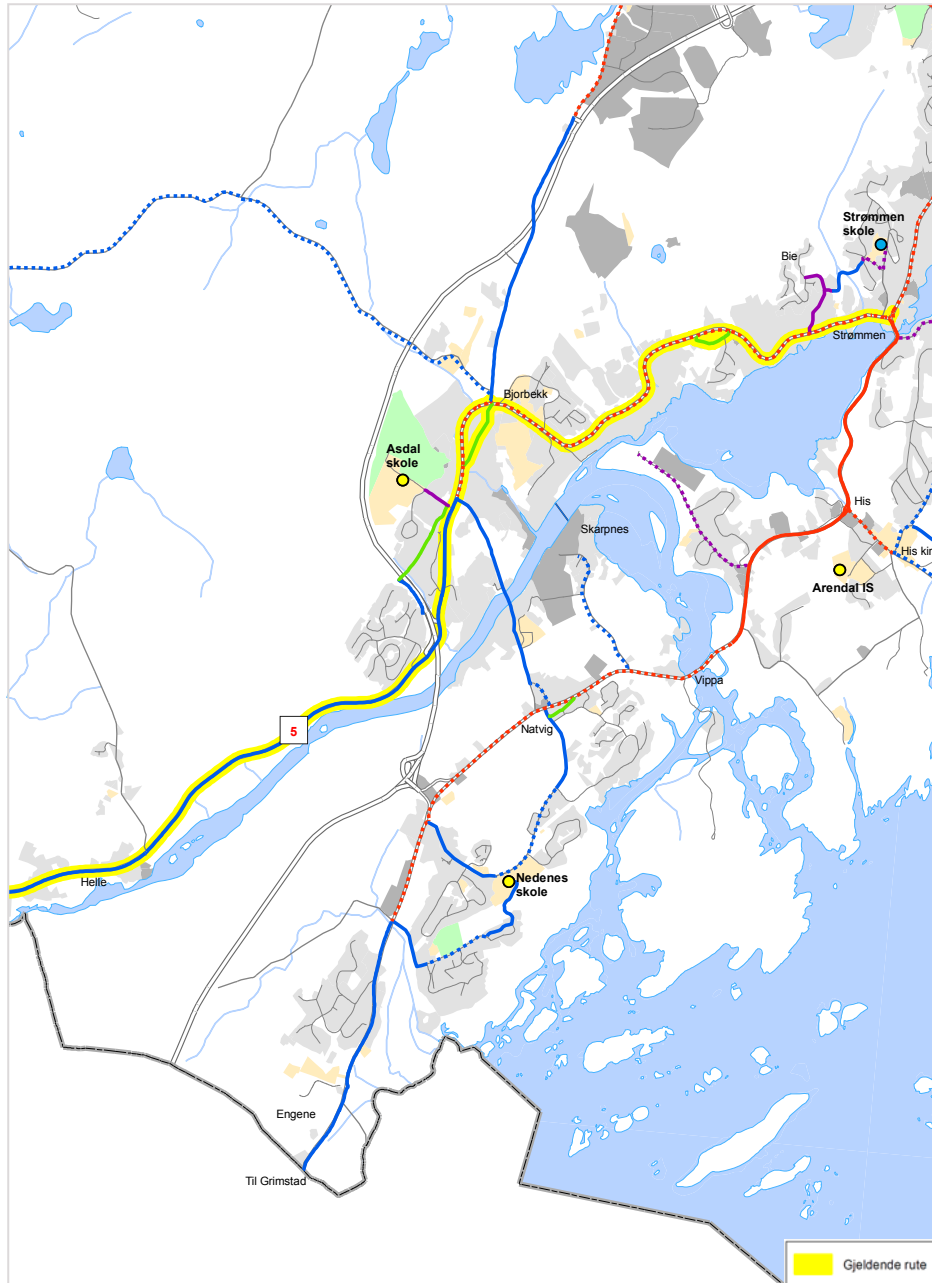 Strømmen
skole
Bie
Strømmen
Bjorbekk
Asdal
skole
His
Skarpnes
His kir
Arendal IS
Vippa
Natvig
5
Helle
Nedenes
skole
Engene
Til Grimstad
Gjeldende rute